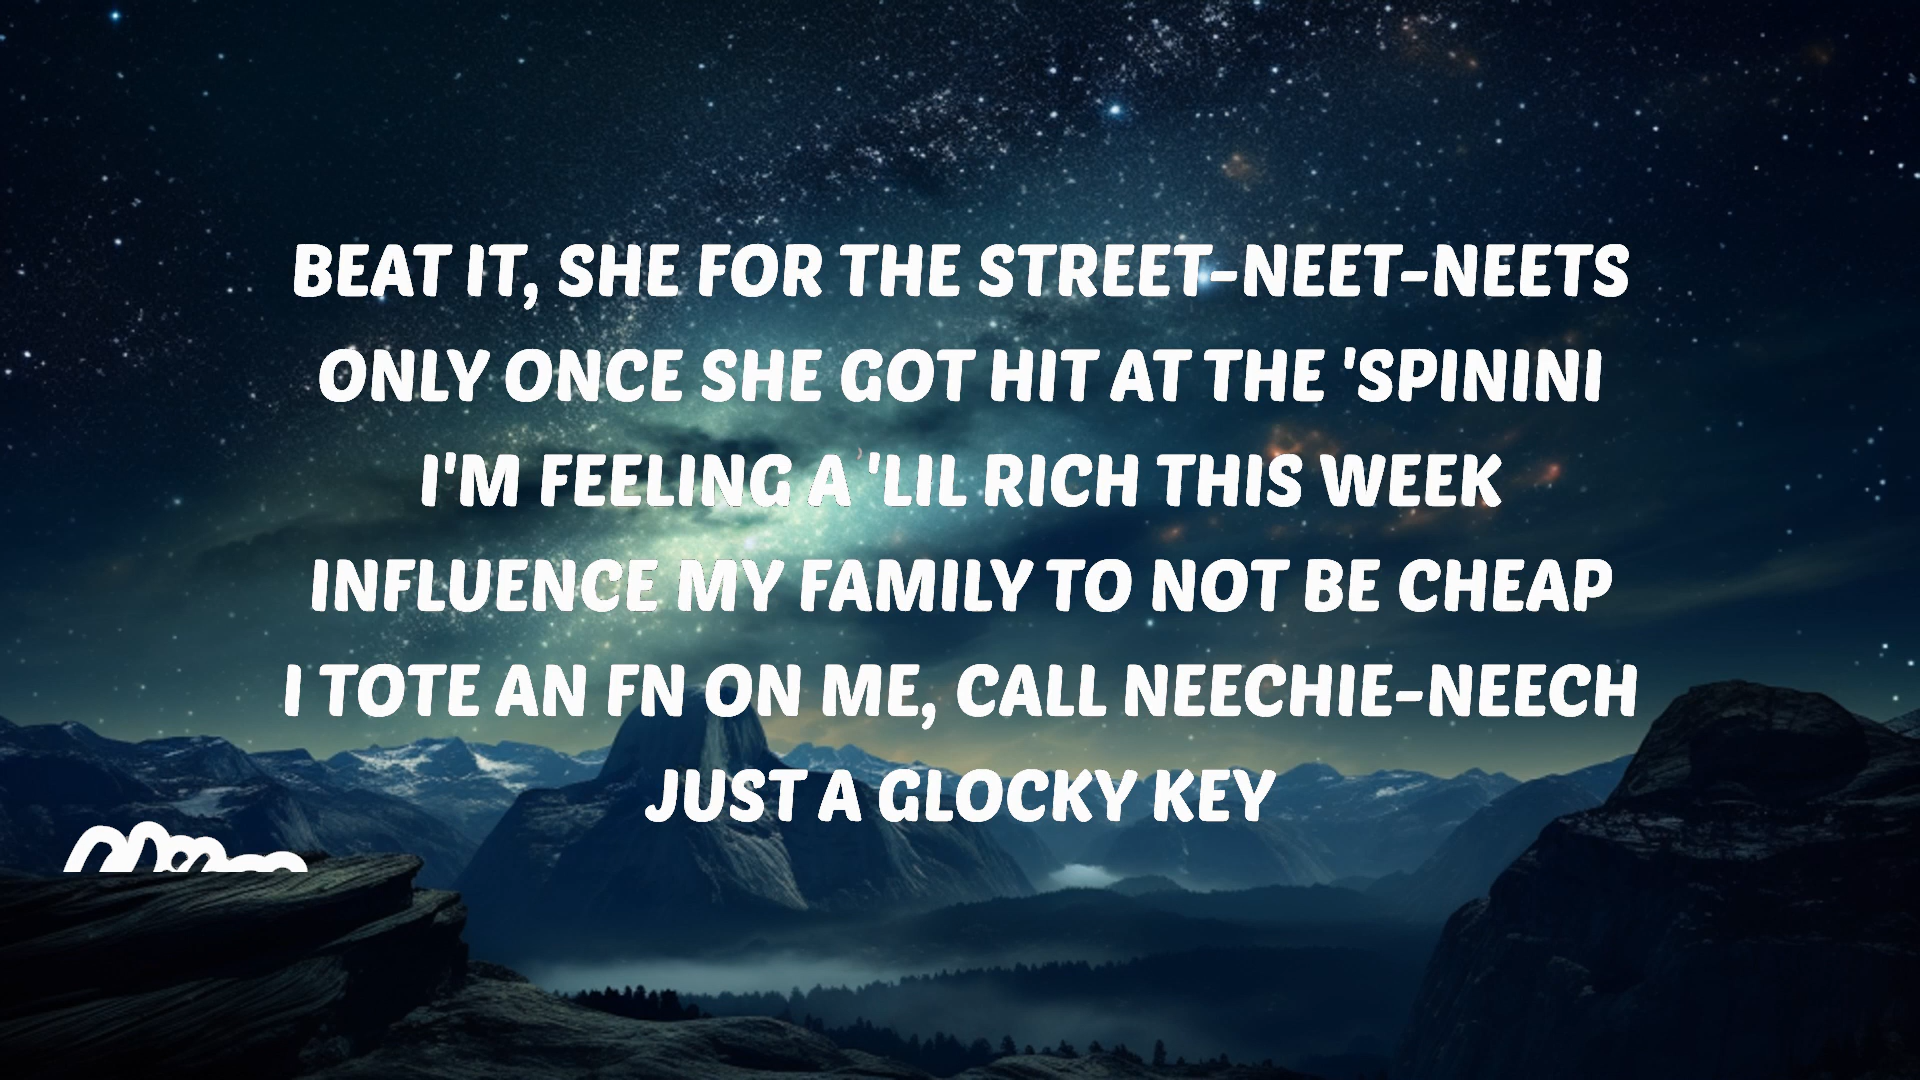 BEAT IT, SHE FOR THE STREET-NEET-NEETS
ONLY ONCE SHE GOT HIT AT THE 'SPININI
I'M FEELING A 'LIL RICH THIS WEEK
INFLUENCE MY FAMILY TO NOT BE CHEAP
I TOTE AN FN ON ME, CALL NEECHIE-NEECH
JUST A GLOCKY KEY